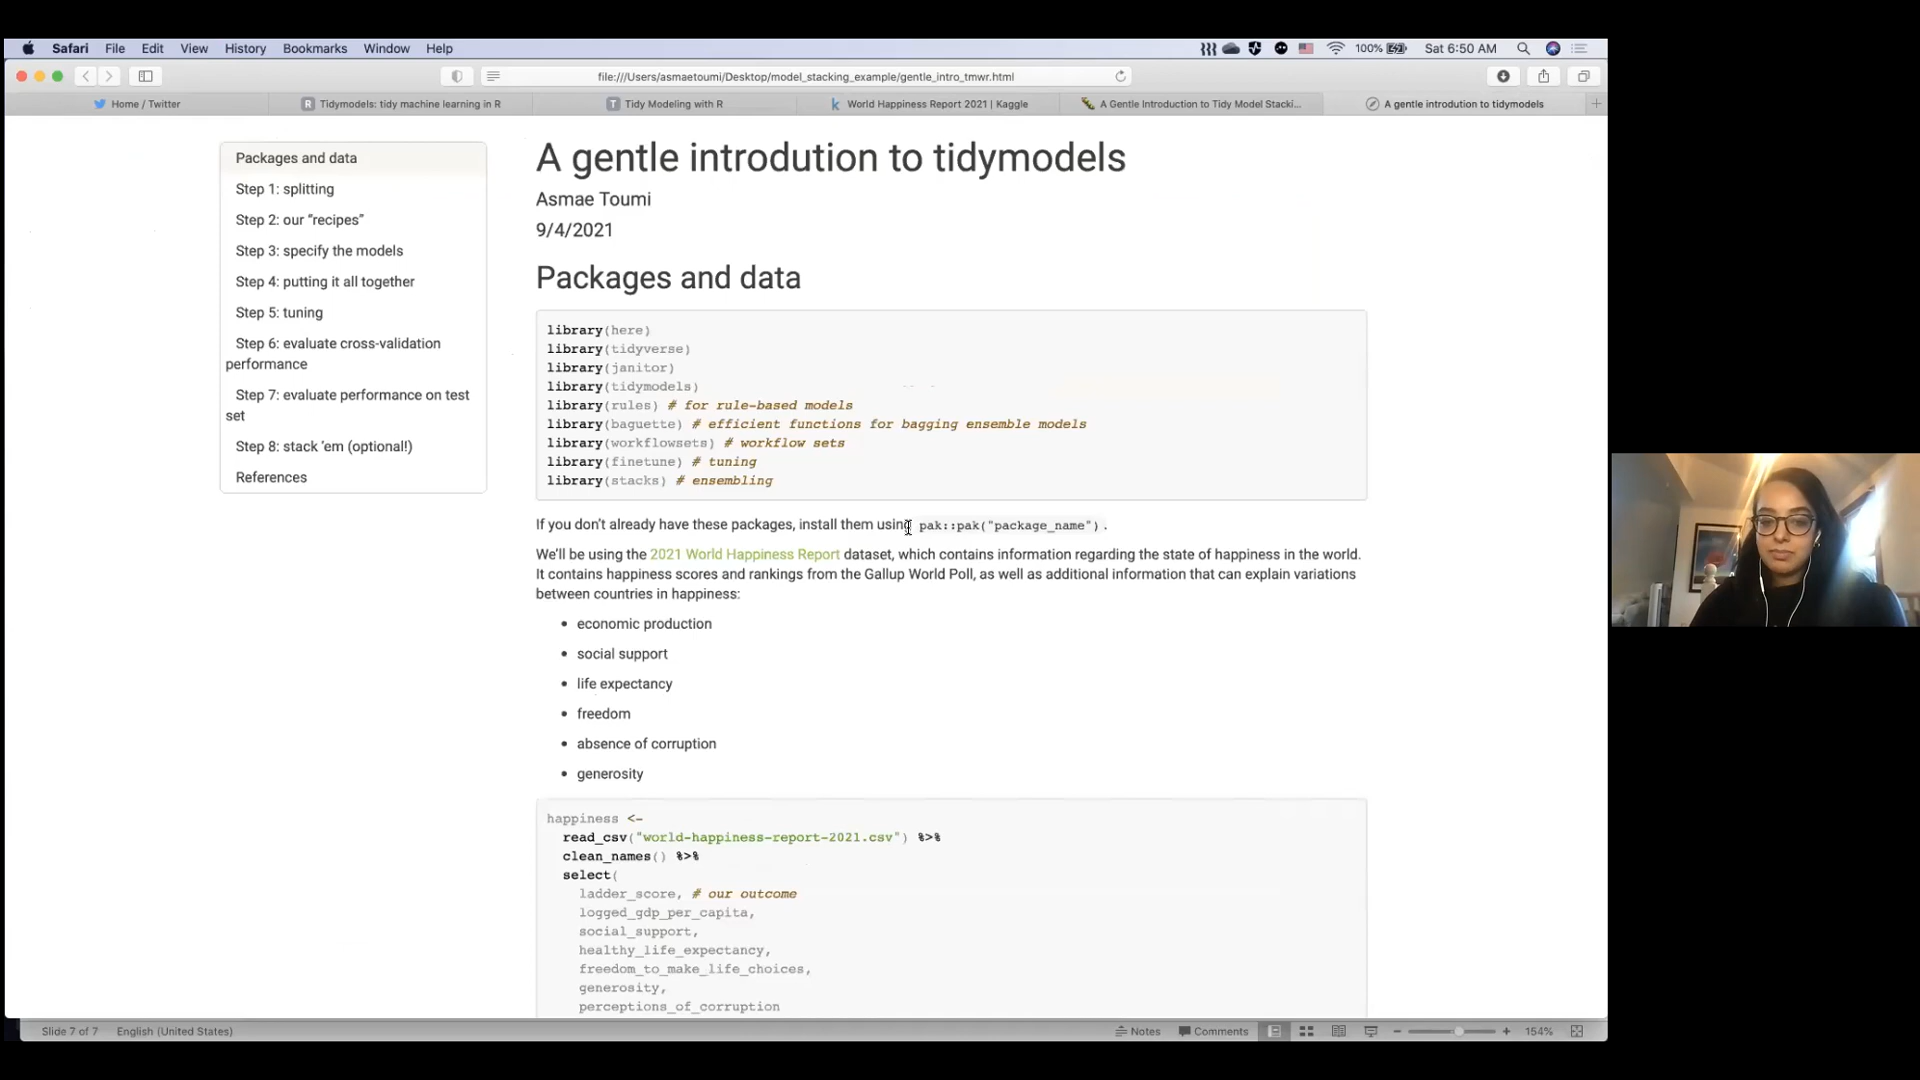 Safari File Edit View History Bookmarks Window Help 100% Sat 6:50 AM
file:///Users/asmaetoumi/Desktop/model_stacking_example/gentle_intro_tmwr.html
Home / Twitter Tidymodels: tidy machine learning in R Tidy Modeling with R World Happiness Report 2021 | Kaggle A Gentle Introduction to Tidy Model Stacki... A gentle introdution to tidymodels
Packages and data
Step 1: splitting
Step 2: our “recipes”
Step 3: specify the models
Step 4: putting it all together
Step 5: tuning
Step 6: evaluate cross-validation
performance
Step 7: evaluate performance on test
set
Step 8: stack ’em (optional!)
References
A gentle introdution to tidymodels
Asmae Toumi
9/4/2021
Packages and data
library(here)
library(tidyverse)
library(janitor)
library(tidymodels)
library(rules) # for rule-based models
library(baguette) # efficient functions for bagging ensemble models
library(workflowsets) # workflow sets
library(finetune) # tuning
library(stacks) # ensembling
If you don’t already have these packages, install them using pak::pak("package_name") .
We’ll be using the 2021 World Happiness Report dataset, which contains information regarding the state of happiness in the world.
It contains happiness scores and rankings from the Gallup World Poll, as well as additional information that can explain variations
between countries in happiness:
• economic production
• social support
• life expectancy
• freedom
• absence of corruption
• generosity
happiness <-
read_csv("world-happiness-report-2021.csv") %>%
clean_names() %>%
select(
ladder_score, # our outcome
logged_gdp_per_capita,
social_support,
healthy_life_expectancy,
freedom_to_make_life_choices,
generosity,
perceptions_of_corruption
Slide 7 of 7 English (United States) Notes Comments 154%